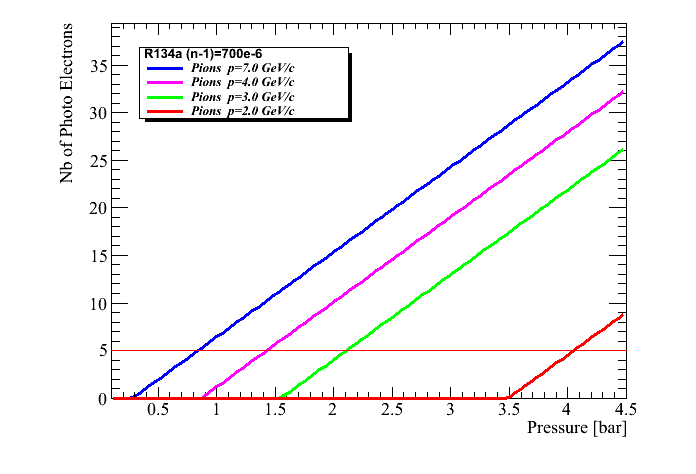 Nb of Photo Electrons
R134a (n-1)=700e-6
Pions p=7.0 GeV/c
Pions p=4.0 GeV/c
Pions p=3.0 GeV/c
Pions p=2.0 GeV/c
35
30
25
20
15
10
5
0
0.5 1 1.5 2 2.5 3 3.5 4 4.5
Pressure [bar]